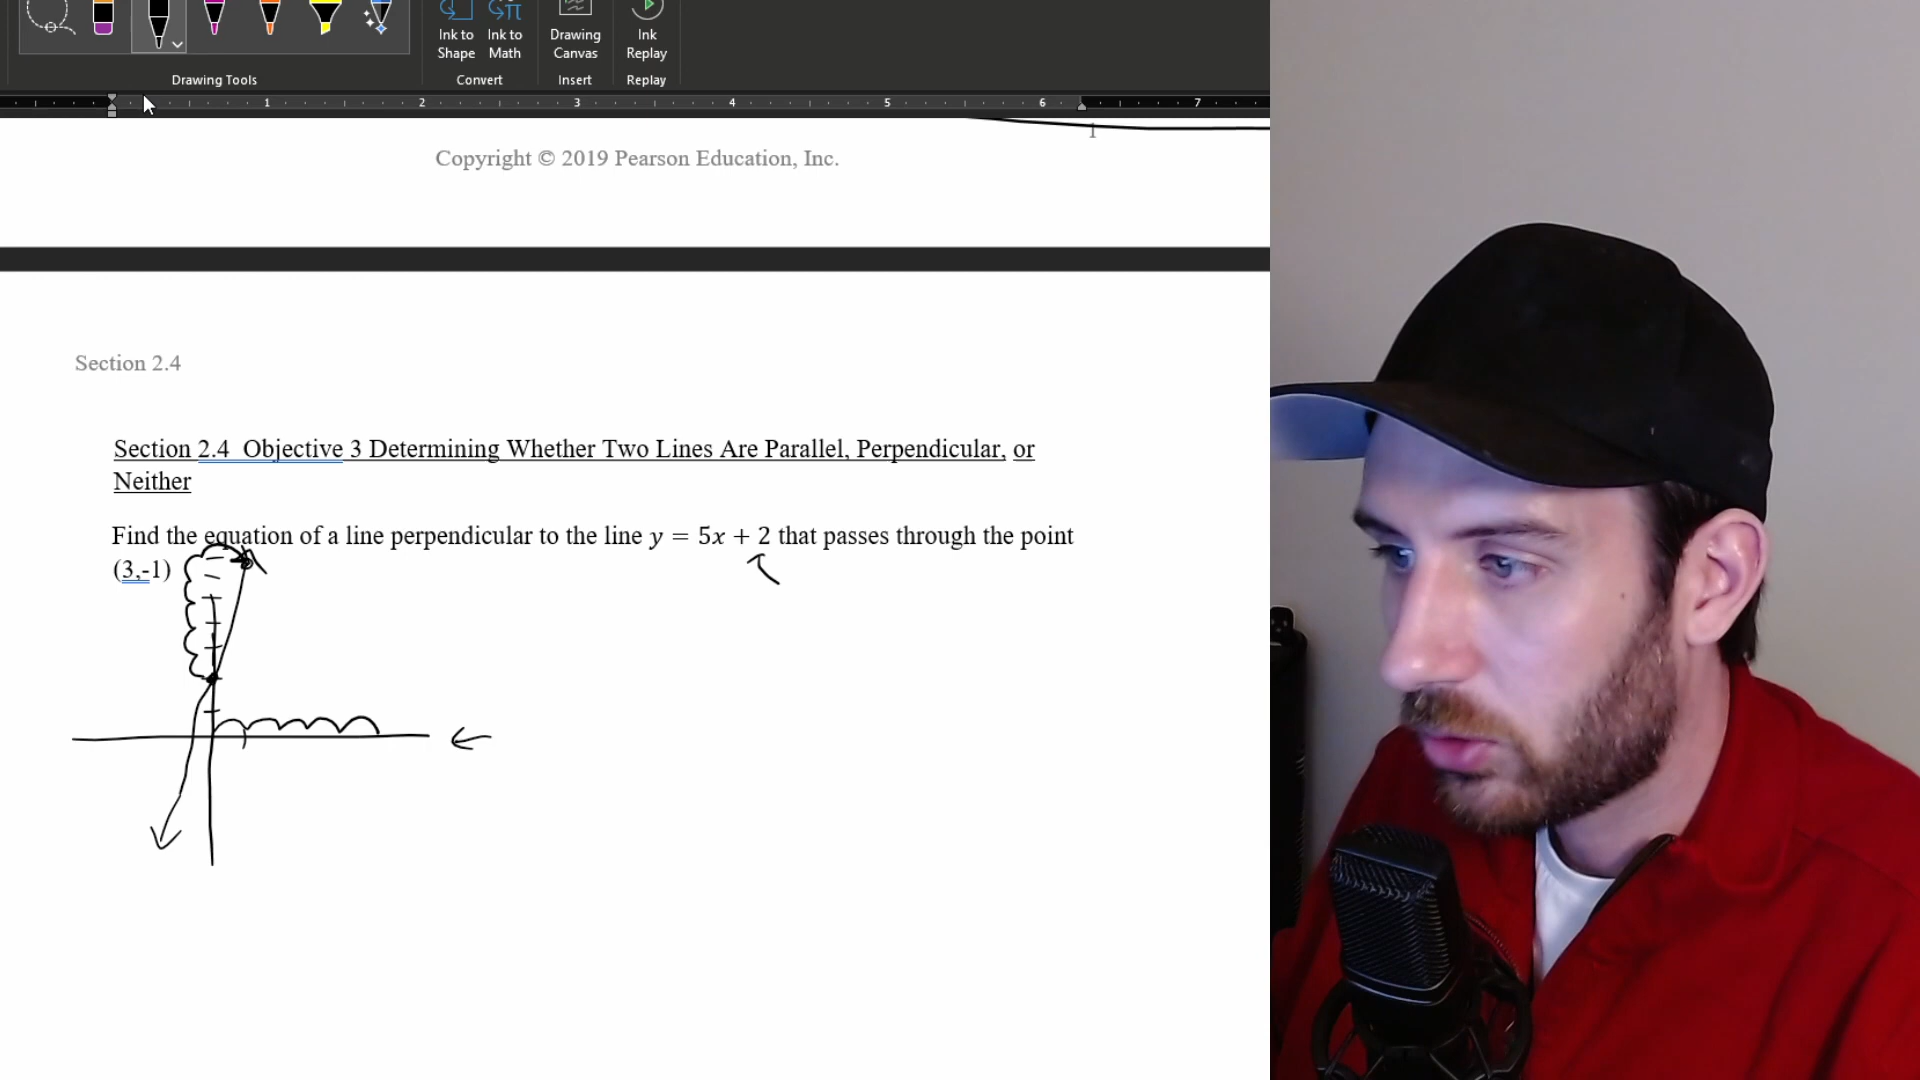 Ink to Shape
Ink to Math
Drawing Canvas
Ink Replay
Drawing Tools
Convert
Insert
Replay
1 2 3 4 5 6 7
1
Copyright © 2019 Pearson Education, Inc.
Section 2.4
Section 2.4 Objective 3 Determining Whether Two Lines Are Parallel, Perpendicular, or
Neither
Find the equation of a line perpendicular to the line y = 5x + 2 that passes through the point
(3,-1)